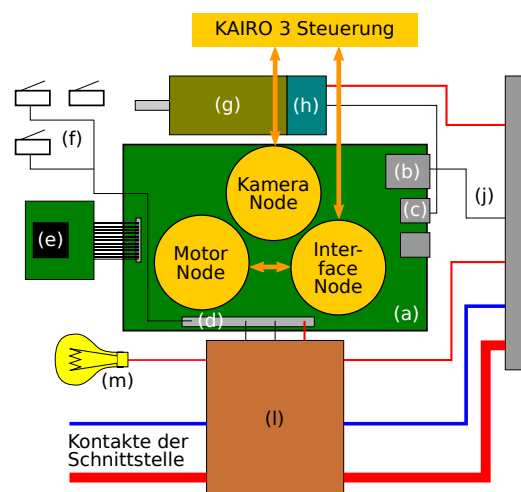 KAIRO 3 Steuerung
(g)
(h)
(f)
(b)
(j)
Kamera
Node
(c)
(e)
Motor
Node
Inter-
face
Node
(a)
(d)
(m)
(l)
Kontakte der
Schnittstelle